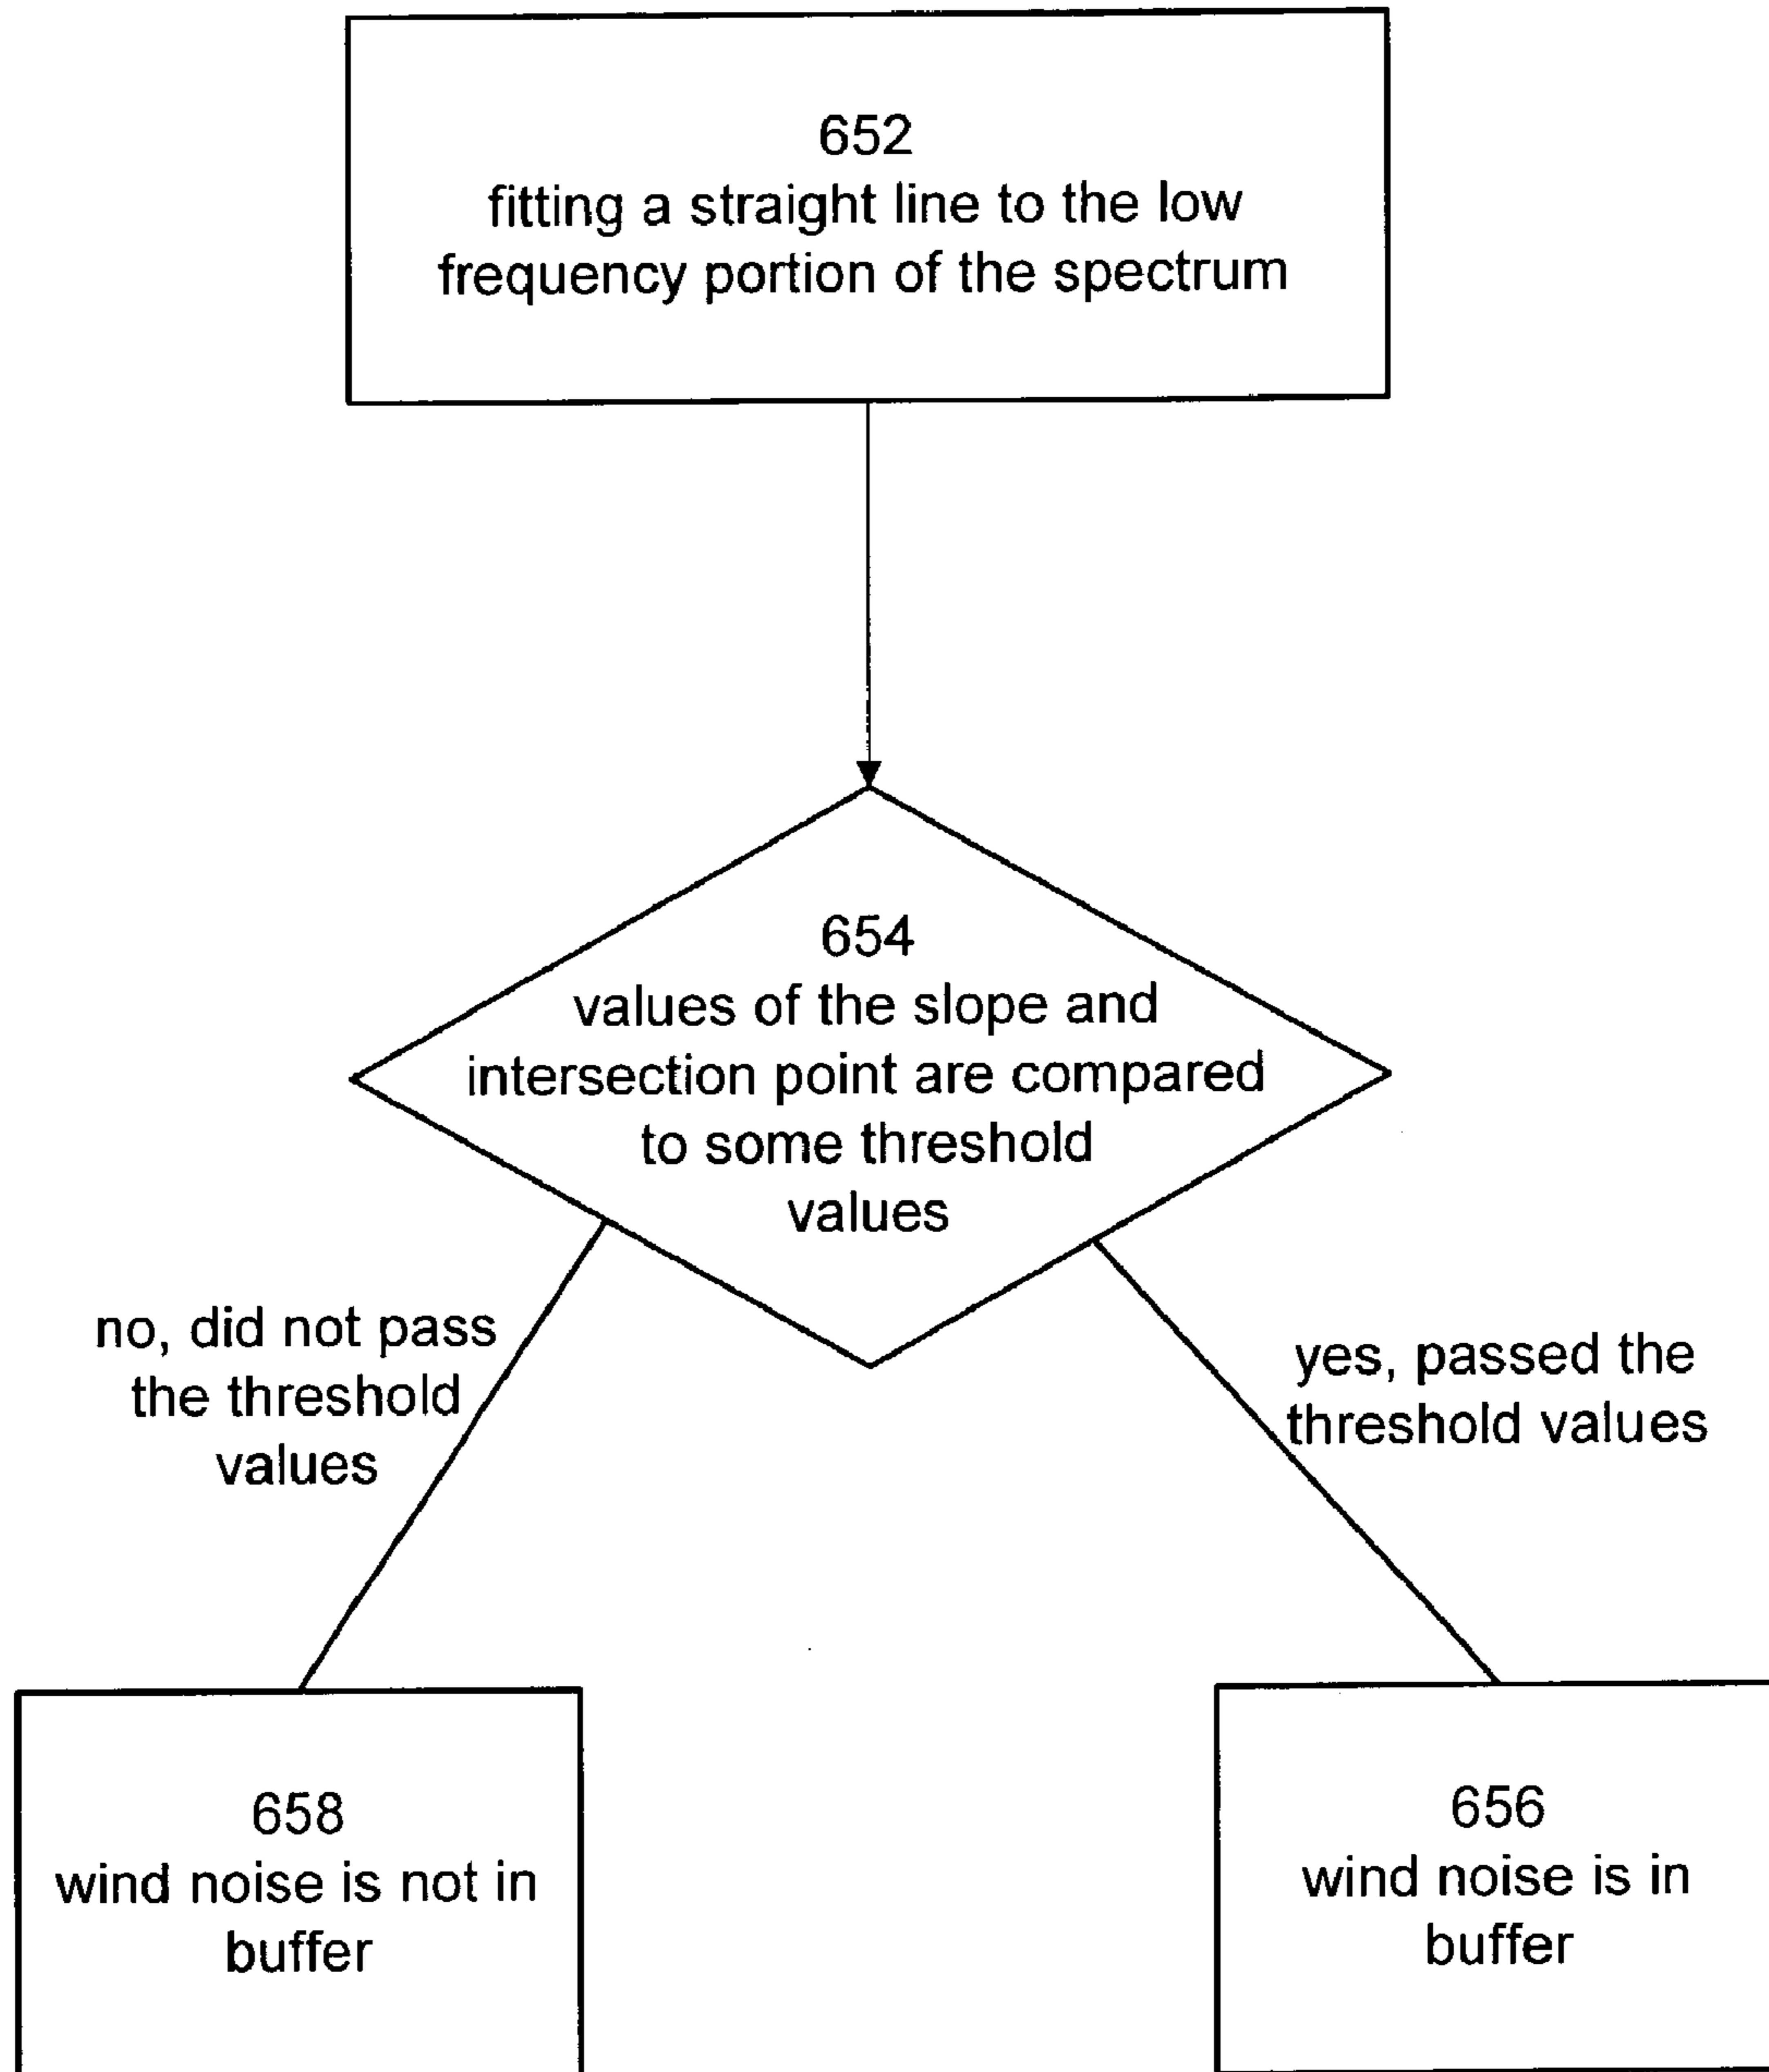 652
fitting a straight line to the low
frequency portion of the spectrum
654
values of the slope and
intersection point are compared
to some threshold
values
no, did not pass
the threshold
values
yes, passed the
threshold values
658
wind noise is not in
buffer
656
wind noise is in
buffer